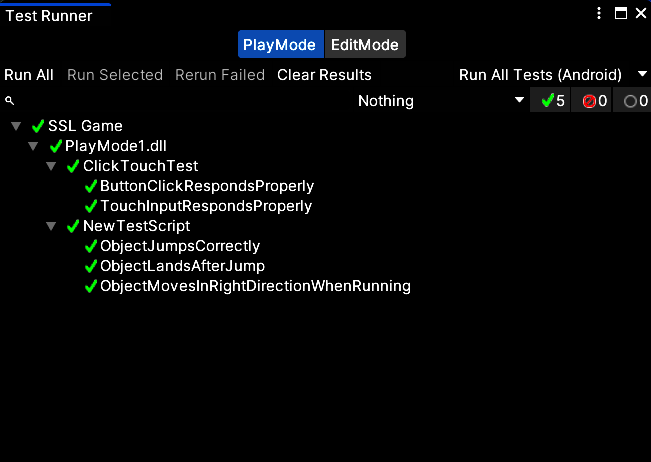 Test Runner
PlayMode EditMode
Run All Run Selected Rerun Failed Clear Results Run All Tests (Android)
Nothing 5 0 0
SSL Game
PlayMode1.dll
ClickTouchTest
ButtonClickRespondsProperly
TouchInputRespondsProperly
NewTestScript
ObjectJumpsCorrectly
ObjectLandsAfterJump
ObjectMovesInRightDirectionWhenRunning